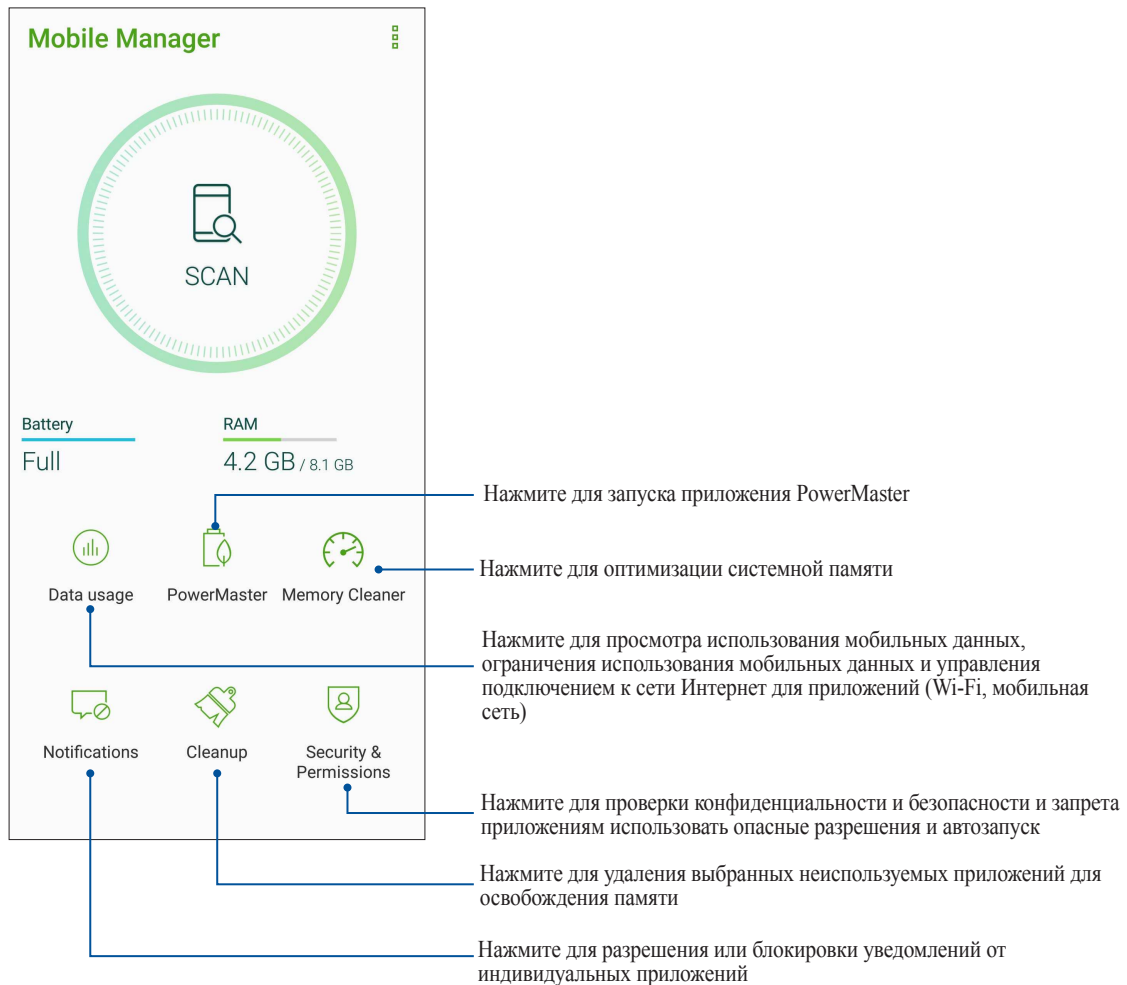 Mobile Manager
SCAN
Battery
RAM
Full
4.2 GB / 8.1 GB
Нажмите для запуска приложения PowerMaster
Нажмите для оптимизации системной памяти
Data usage
PowerMaster
Memory Cleaner
Нажмите для просмотра использования мобильных данных,
ограничения использования мобильных данных и управления
подключением к сети Интернет для приложений (Wi-Fi, мобильная
сеть)
Notifications
Cleanup
Security &
Permissions
Нажмите для проверки конфиденциальности и безопасности и запрета
приложениям использовать опасные разрешения и автозапуск
Нажмите для удаления выбранных неиспользуемых приложений для
освобождения памяти
Нажмите для разрешения или блокировки уведомлений от
индивидуальных приложений